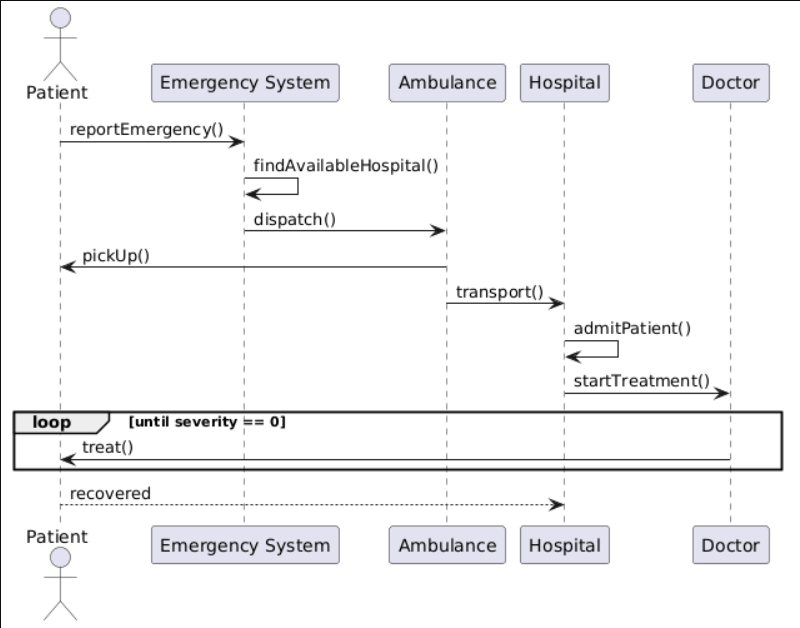 Patient
Emergency System
Ambulance
Hospital
Doctor
reportEmergency()
findAvailableHospital()
dispatch()
pickUp()
transport()
admitPatient()
startTreatment()
loop [until severity == 0]
treat()
recovered
Patient
Emergency System
Ambulance
Hospital
Doctor